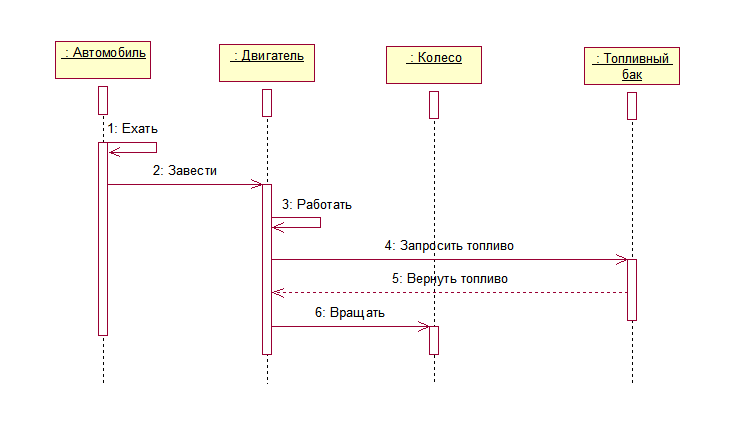 : Автомобиль
: Двигатель
: Колесо
: Топливный
бак
1: Ехать
2: Завести
3: Работать
4: Запросить топливо
5: Вернуть топливо
6: Вращать